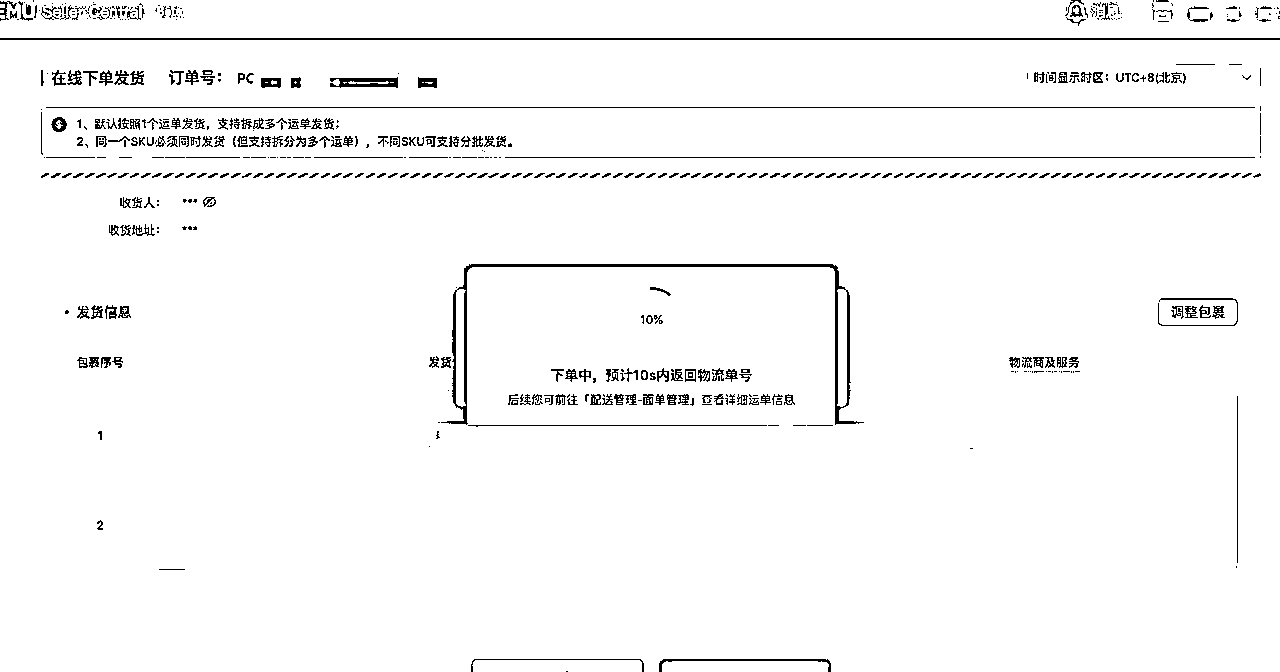 EMU Seller Central
消息
在线下单发货 订单号： PC
时间显示时区：UTC+8(北京)
1、默认按照1个运单发货，支持拆成多个运单发货；
2、同一个SKU必须同时发货（但支持拆分为多个运单），不同SKU可支持分批发货。
收货人： ***
收货地址： ***
• 发货信息
调整包裹
包裹序号
发货
物流商及服务
10%
下单中，预计10s内返回物流单号
后续您可前往「配送管理-面单管理」查看详细运单信息
1
2